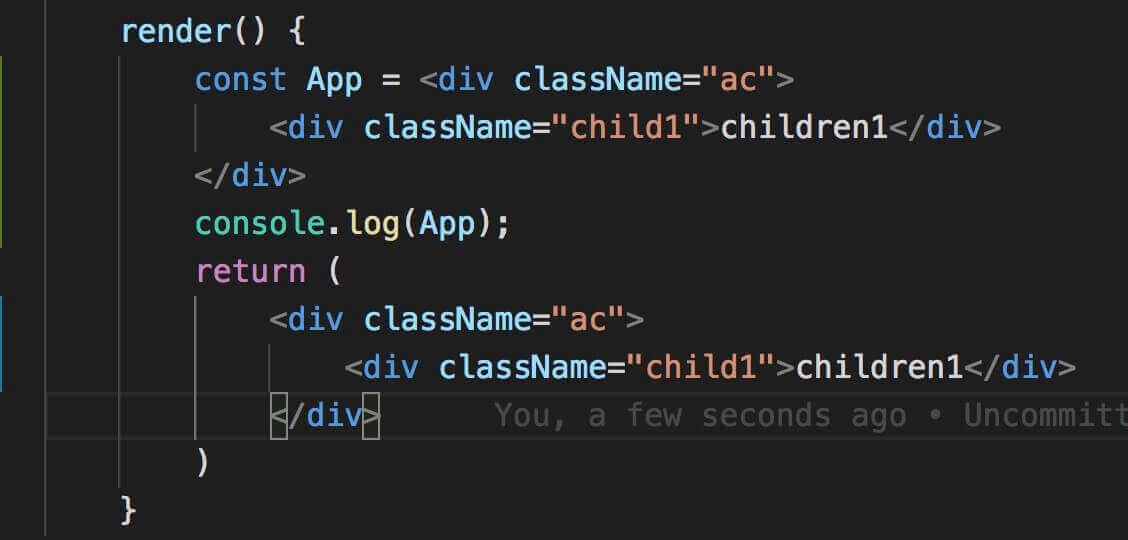 render() {
const App = <div className="ac">
<div className="child1">children1</div>
</div>
console.log(App);
return (
<div className="ac">
<div className="child1">children1</div>
</div> You, a few seconds ago • Uncommitt
)
}